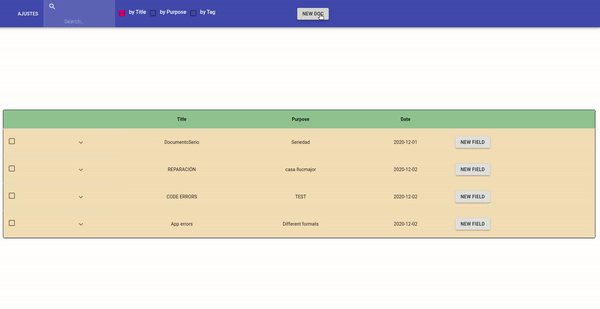 AJUSTES Search... by Title by Purpose by Tag NEW DOC
Title Purpose Date
DocumentoSerio Seriedad 2020-12-01 NEW FIELD
REPARACIÓN casa llucmajor 2020-12-02 NEW FIELD
CODE ERRORS TEST 2020-12-02 NEW FIELD
App errors Different formats 2020-12-02 NEW FIELD